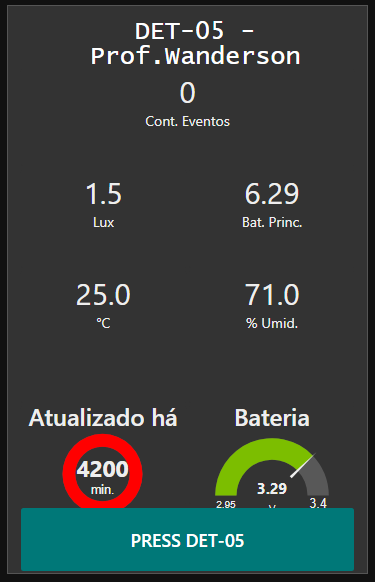 DET-05 -
Prof.Wanderson
0
Cont. Eventos
1.5 6.29
Lux Bat. Princ.
25.0 71.0
°C % Umid.
Atualizado há Bateria
4200 3.29
min.
2.95 3.4
PRESS DET-05